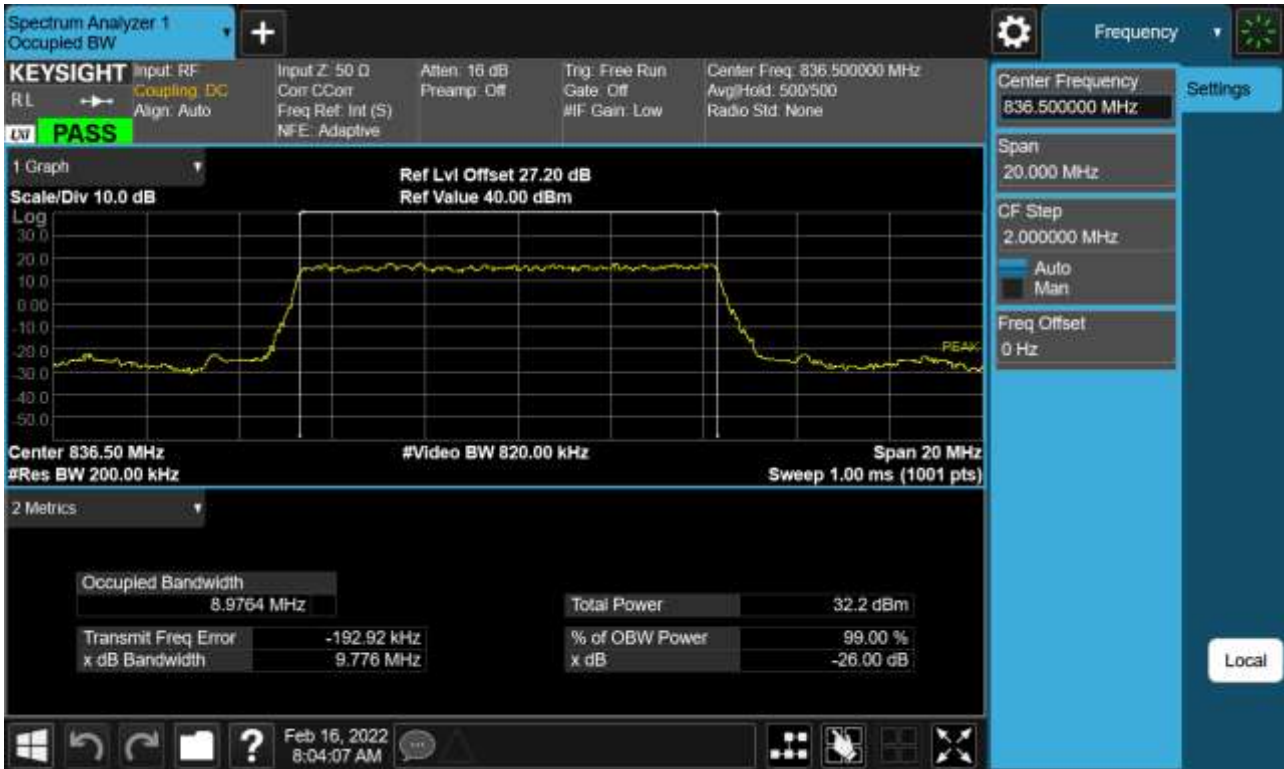 Spectrum Analyzer 1
Occupied BW
+
Frequency
KEYSIGHT
RL
LXI
PASS
Input: RF
Coupling: DC
Align: Auto
Input Z: 50 Ω
Corr CCorr
Freq Ref: Int (S)
NFE: Adaptive
Atten: 16 dB
Preamp: Off
Trig: Free Run
Gate: Off
#IF Gain: Low
Center Freq: 836.500000 MHz
Avg|Hold: 500/500
Radio Std: None
1 Graph
Scale/Div 10.0 dB
Ref Lvl Offset 27.20 dB
Ref Value 40.00 dBm
Log
30.0
20.0
10.0
0.00
-10.0
-20.0
-30.0
-40.0
-50.0
PEAK
Center 836.50 MHz
#Res BW 200.00 kHz
#Video BW 820.00 kHz
Span 20 MHz
Sweep 1.00 ms (1001 pts)
2 Metrics
Occupied Bandwidth
8.9764 MHz
Transmit Freq Error -192.92 kHz
x dB Bandwidth 9.776 MHz
Total Power 32.2 dBm
% of OBW Power 99.00 %
x dB -26.00 dB
Center Frequency
836.500000 MHz
Span
20.000 MHz
CF Step
2.000000 MHz
Auto
Man
Freq Offset
0 Hz
Settings
Local
?
Feb 16, 2022
8:04:07 AM